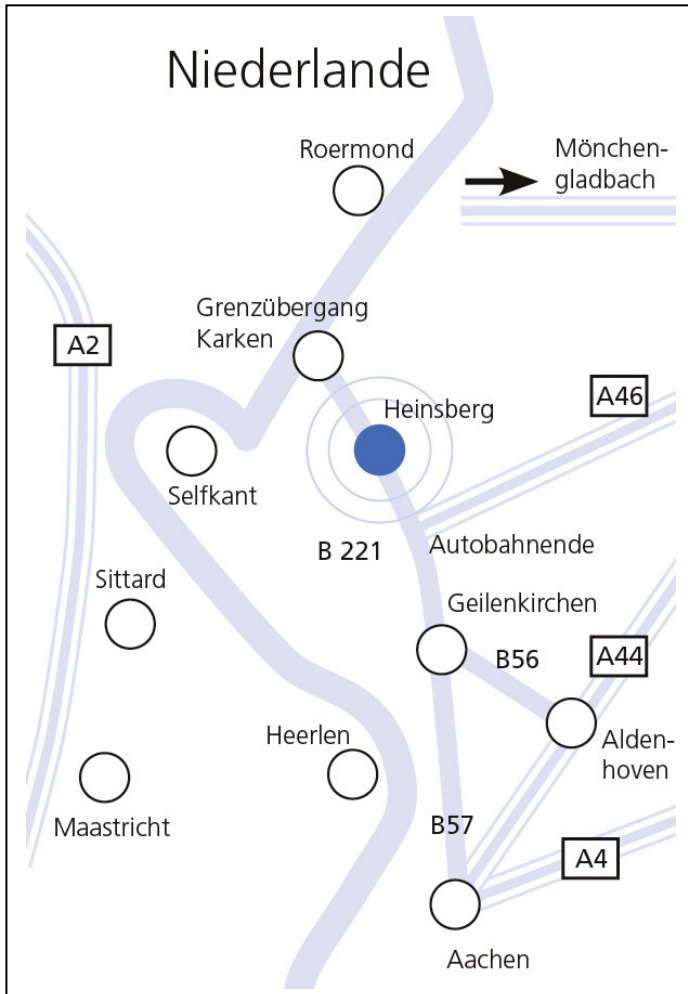 Niederlande
Roermond
Mönchen-
gladbach
Grenzübergang
Karken
A2
A46
Heinsberg
Selfkant
B 221
Autobahnende
Sittard
Geilenkirchen
B56
A44
Heerlen
Alden-
hoven
Maastricht
B57
A4
Aachen